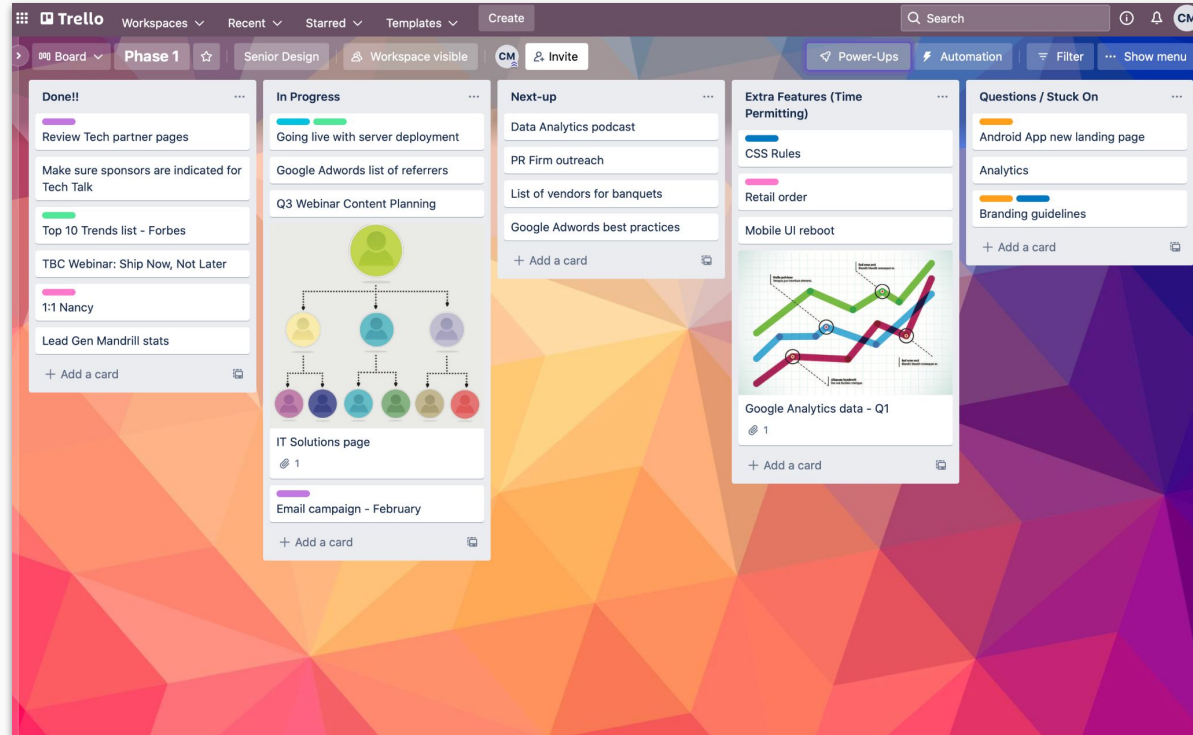 Trello
Workspaces
Recent
Starred
Templates
Create
Search
CM
Board
Phase 1
Senior Design
Workspace visible
CM
Invite
Power-Ups
Automation
Filter
... Show menu
Done!!
Review Tech partner pages
Make sure sponsors are indicated for
Tech Talk
Top 10 Trends list - Forbes
TBC Webinar: Ship Now, Not Later
1:1 Nancy
Lead Gen Mandrill stats
+ Add a card
In Progress
Going live with server deployment
Google Adwords list of referrers
Q3 Webinar Content Planning
IT Solutions page
1
Email campaign - February
+ Add a card
Next-up
Data Analytics podcast
PR Firm outreach
List of vendors for banquets
Google Adwords best practices
+ Add a card
Extra Features (Time
Permitting)
CSS Rules
Retail order
Mobile UI reboot
Google Analytics data - Q1
1
+ Add a card
Questions / Stuck On
Android App new landing page
Analytics
Branding guidelines
+ Add a card